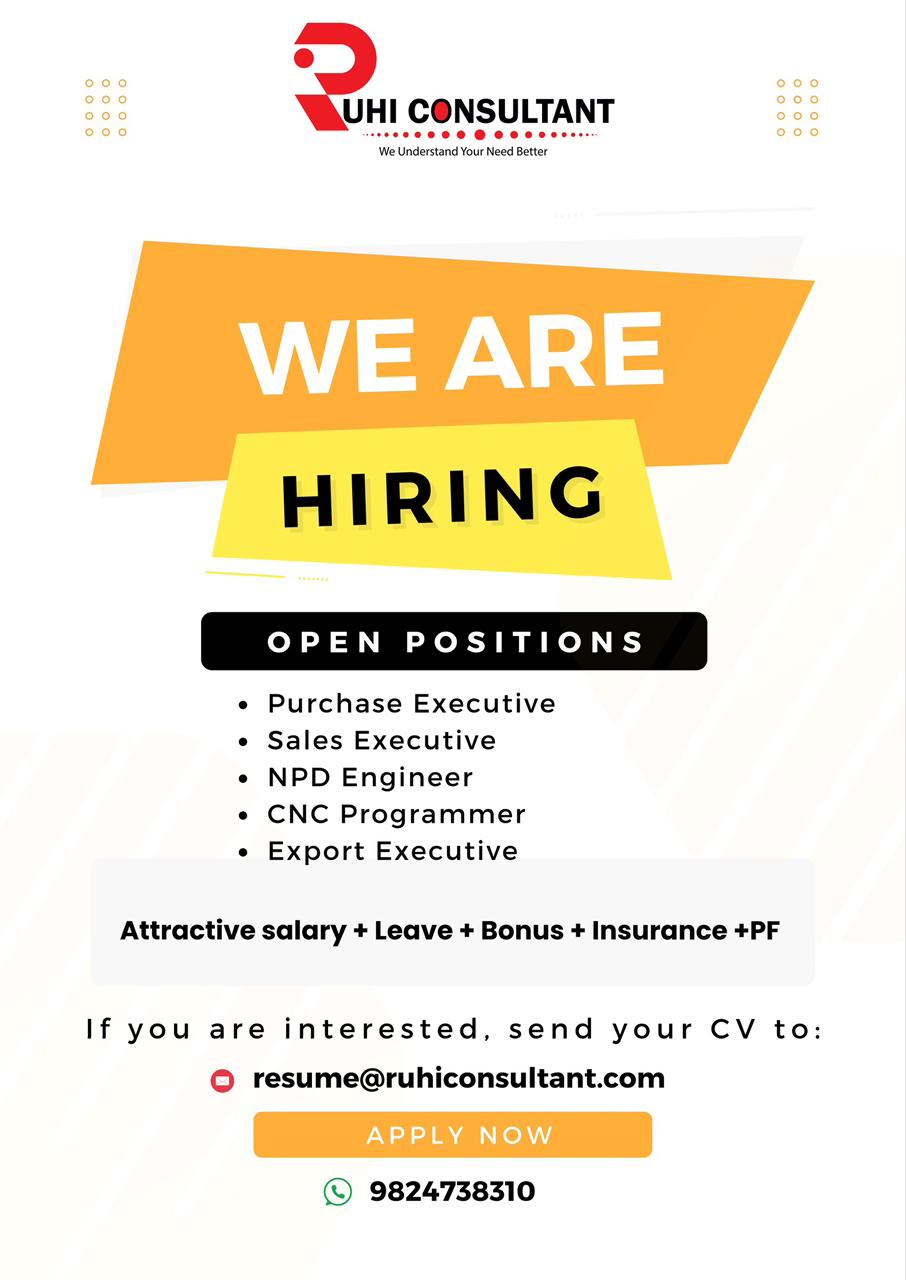 RUHI CONSULTANT
We Understand Your Need Better
WE ARE
HIRING
OPEN POSITIONS
• Purchase Executive
• Sales Executive
• NPD Engineer
• CNC Programmer
• Export Executive
Attractive salary + Leave + Bonus + Insurance +PF
If you are interested, send your CV to:
resume@ruhiconsultant.com
APPLY NOW
9824738310